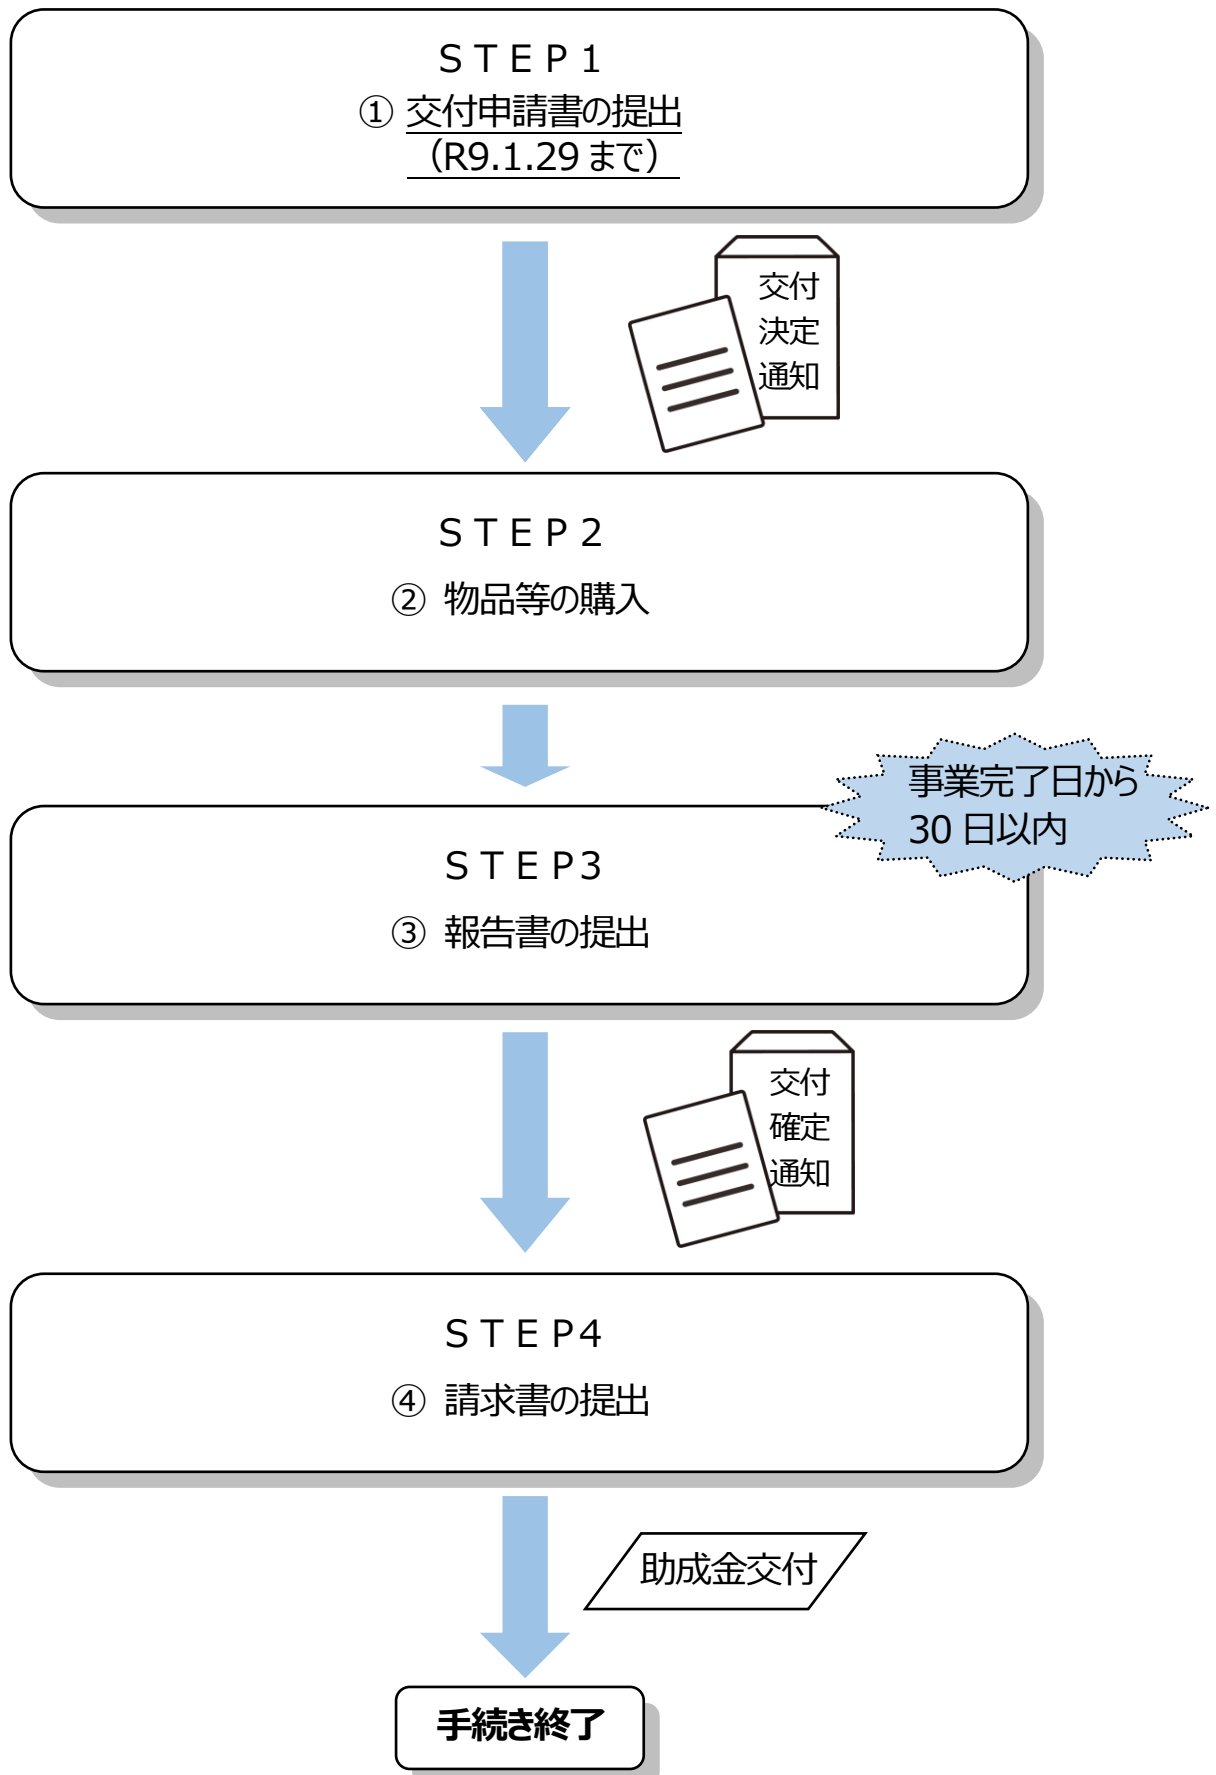 ＳＴＥＰ１
① 交付申請書の提出
（R9.1.29 まで）
交付
決定
通知
ＳＴＥＰ２
② 物品等の購入
事業完了日から
30 日以内
ＳＴＥＰ3
③ 報告書の提出
交付
確定
通知
ＳＴＥＰ4
④ 請求書の提出
助成金交付
手続き終了